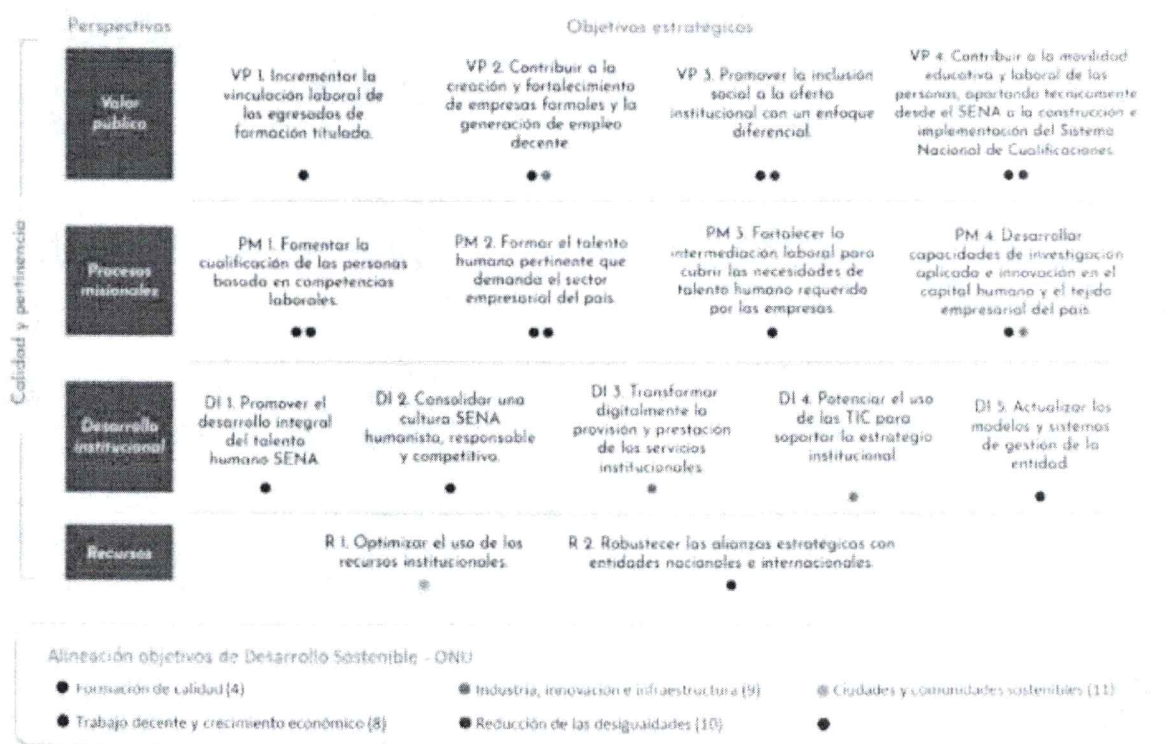 Perspectivas
Objetivos estratégicos
Calidad y pertinencia
Valor
público
VP 1. Incrementar la
vinculación laboral de
los egresados de
formación titulada.
VP 2. Contribuir a la
creación y fortalecimiento
de empresas formales y la
generación de empleo
decente
VP 3. Promover la inclusión
social a la oferta
institucional con un enfoque
diferencial.
VP 4. Contribuir a la movilidad
educativa y laboral de las
personas, aportando técnicamente
desde el SENA a la construcción e
implementación del Sistema
Nacional de Cualificaciones.
Procesos
misionales
PM 1. Fomentar la
cualificación de las personas
basada en competencias
laborales.
PM 2. Formar el talento
humano pertinente que
demanda el sector
empresarial del país.
PM 3. Fortalecer la
intermediación laboral para
cubrir las necesidades de
talento humano requerido
por las empresas.
PM 4. Desarrollar
capacidades de investigación
aplicada e innovación en el
capital humano y el tejido
empresarial del país.
Desarrollo
institucional
DI 1. Promover el
desarrollo integral
del talento
humano SENA
DI 2. Consolidar una
cultura SENA
humanista, responsable
y competitiva.
DI 3. Transformar
digitalmente la
provisión y prestación
de los servicios
institucionales
DI 4. Potenciar el uso
de las TIC para
soportar la estrategia
institucional
DI 5. Actualizar los
modelos y sistemas
de gestión de la
entidad
Recursos
R 1. Optimizar el uso de los
recursos institucionales.
R 2. Robustecer las alianzas estratégicas con
entidades nacionales e internacionales.
Alineación objetivos de Desarrollo Sostenible - ONU
Formación de calidad (4)
Industria, innovación e infraestructura (9)
Ciudades y comunidades sostenibles (11)
Trabajo decente y crecimiento económico (8)
Reducción de las desigualdades (10)